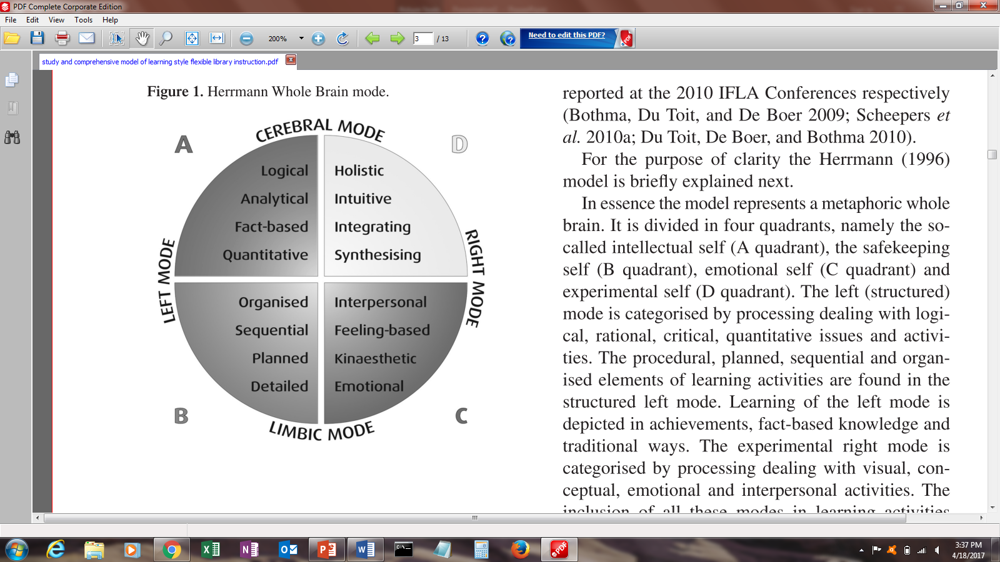 PDF Complete Corporate Edition
File Edit View Tools Help
200% 3 / 13 Need to edit this PDF? PDF
study and comprehensive model of learning style flexible library instruction.pdf
Figure 1. Herrmann Whole Brain mode.
CEREBRAL MODE
A D
Logical Holistic
Analytical Intuitive
Fact-based Integrating
Quantitative Synthesising
LEFT MODE RIGHT MODE
Organised Interpersonal
Sequential Feeling-based
Planned Kinaesthetic
Detailed Emotional
B C
LIMBIC MODE
reported at the 2010 IFLA Conferences respectively
(Bothma, Du Toit, and De Boer 2009; Scheepers et
al. 2010a; Du Toit, De Boer, and Bothma 2010).
For the purpose of clarity the Herrmann (1996)
model is briefly explained next.
In essence the model represents a metaphoric whole
brain. It is divided in four quadrants, namely the so-
called intellectual self (A quadrant), the safekeeping
self (B quadrant), emotional self (C quadrant) and
experimental self (D quadrant). The left (structured)
mode is categorised by processing dealing with logi-
cal, rational, critical, quantitative issues and activi-
ties. The procedural, planned, sequential and organ-
ised elements of learning activities are found in the
structured left mode. Learning of the left mode is
depicted in achievements, fact-based knowledge and
traditional ways. The experimental right mode is
categorised by processing dealing with visual, con-
ceptual, emotional and interpersonal activities. The
inclusion of all these modes in learning activities
C:\_ PDF
3:37 PM
4/18/2017